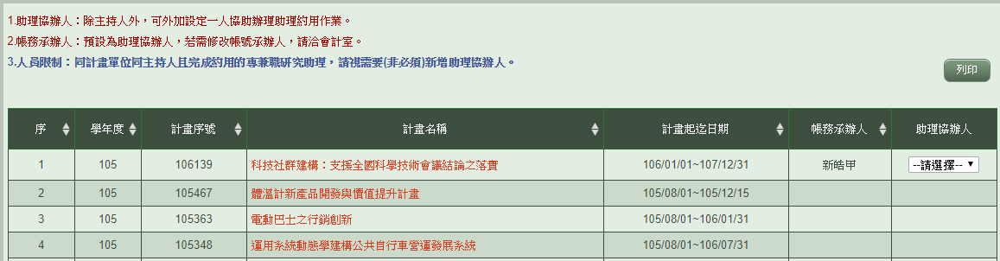 1.助理協辦人：除主持人外，可外加設定一人協助辦理助理約用作業。
2.帳務承辦人：預設為助理協辦人，若需修改帳號承辦人，請洽會計室。
3.人員限制：同計畫單位同主持人且完成約用的專兼職研究助理，請視需要(非必須)新增助理協辦人。
列印
序 學年度 計畫序號 計畫名稱 計畫起迄日期 帳務承辦人 助理協辦人
1 105 106139 科技社群建構：支援全國科學技術會議結論之落實 106/01/01~107/12/31 新皓甲 --請選擇--
2 105 105467 體溫計新產品開發與價值提升計畫 105/08/01~105/12/15
3 105 105363 電動巴士之行銷創新 105/08/01~106/01/31
4 105 105348 運用系統動態學建構公共自行車營運發展系統 105/08/01~106/07/31